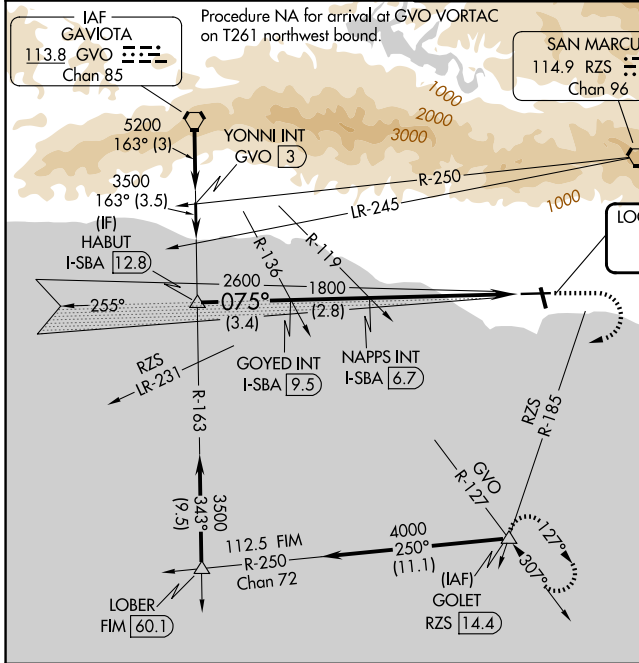 IAF
GAVIOTA
113.8 GVO
Chan 85
Procedure NA for arrival at GVO VORTAC
on T261 northwest bound.
SAN MARCU
114.9 RZS
Chan 96
1000
2000
3000
5200
163° (3)
YONNI INT
GVO 3
3500
163° (3.5)
R-250
LR-245
1000
(IF)
HABUT
I-SBA 12.8
R-136
R-119
LOC
2600
1800
255°
075°
(3.4)
(2.8)
RZS
LR-231
GOYED INT
I-SBA 9.5
NAPPS INT
I-SBA 6.7
R-163
RZS
R-185
GVO
R-127
3500
343°
(9.5)
112.5 FIM
R-250
Chan 72
4000
250°
(11.1)
127°
307°
(IAF)
GOLET
RZS 14.4
LOBER
FIM 60.1